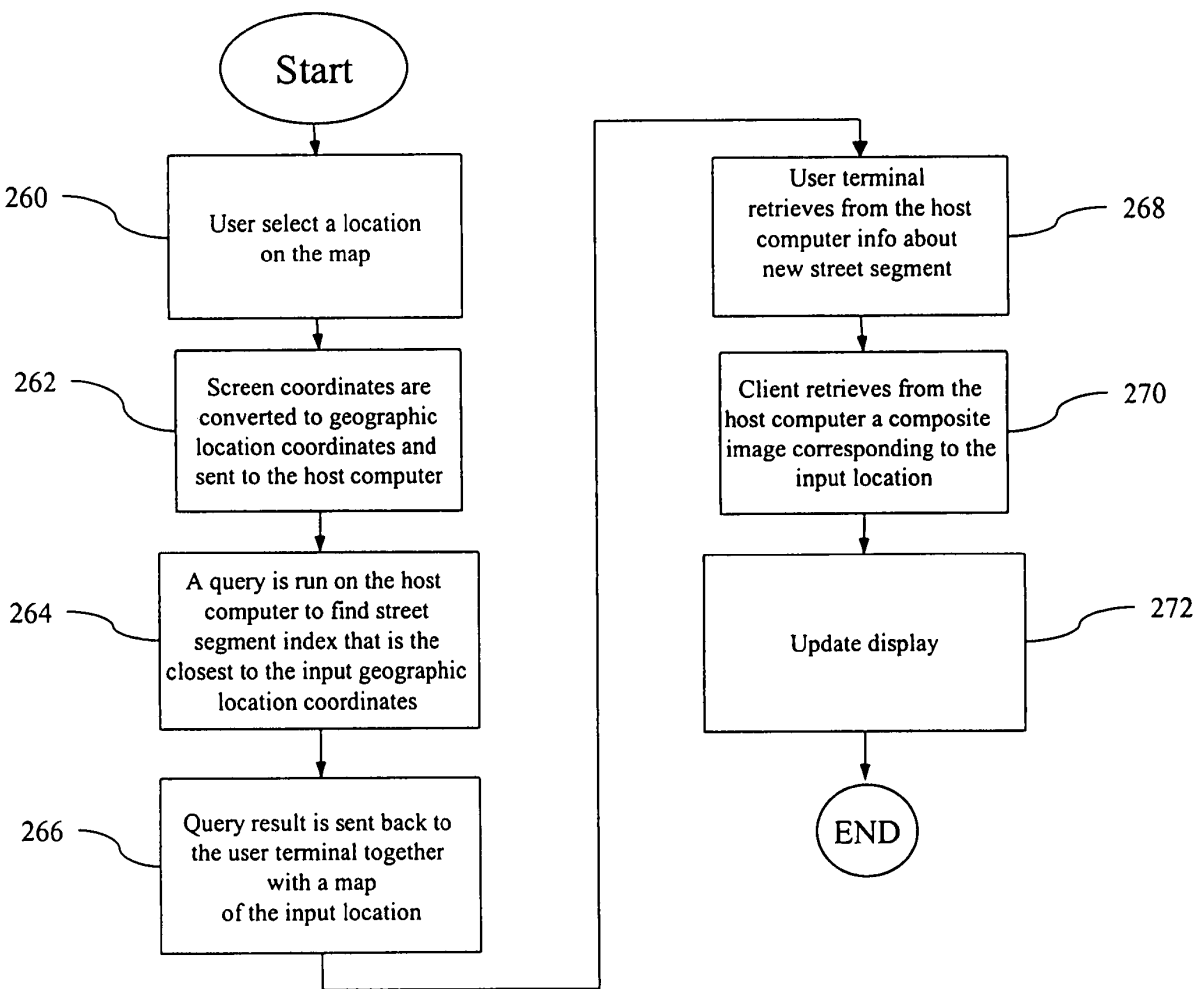 Start
260
User select a location
on the map
262
Screen coordinates are
converted to geographic
location coordinates and
sent to the host computer
264
A query is run on the host
computer to find street
segment index that is the
closest to the input geographic
location coordinates
266
Query result is sent back to
the user terminal together
with a map
of the input location
User terminal
retrieves from the host
computer info about
new street segment
268
Client retrieves from the
host computer a composite
image corresponding to the
input location
270
Update display
272
END